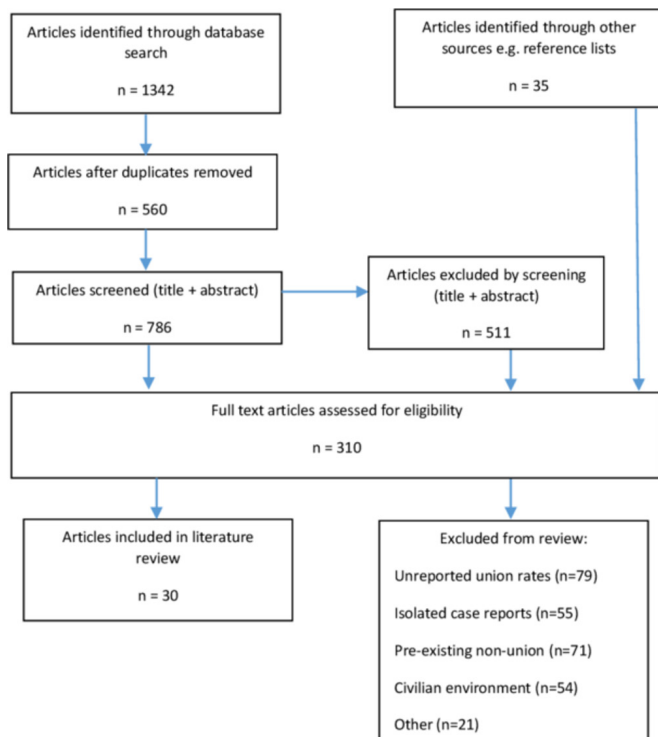 Articles identified through database
search
n = 1342
Articles identified through other
sources e.g. reference lists
n = 35
Articles after duplicates removed
n = 560
Articles screened (title + abstract)
n = 786
Articles excluded by screening
(title + abstract)
n = 511
Full text articles assessed for eligibility
n = 310
Articles included in literature
review
n = 30
Excluded from review:
Unreported union rates (n=79)
Isolated case reports (n=55)
Pre-existing non-union (n=71)
Civilian environment (n=54)
Other (n=21)